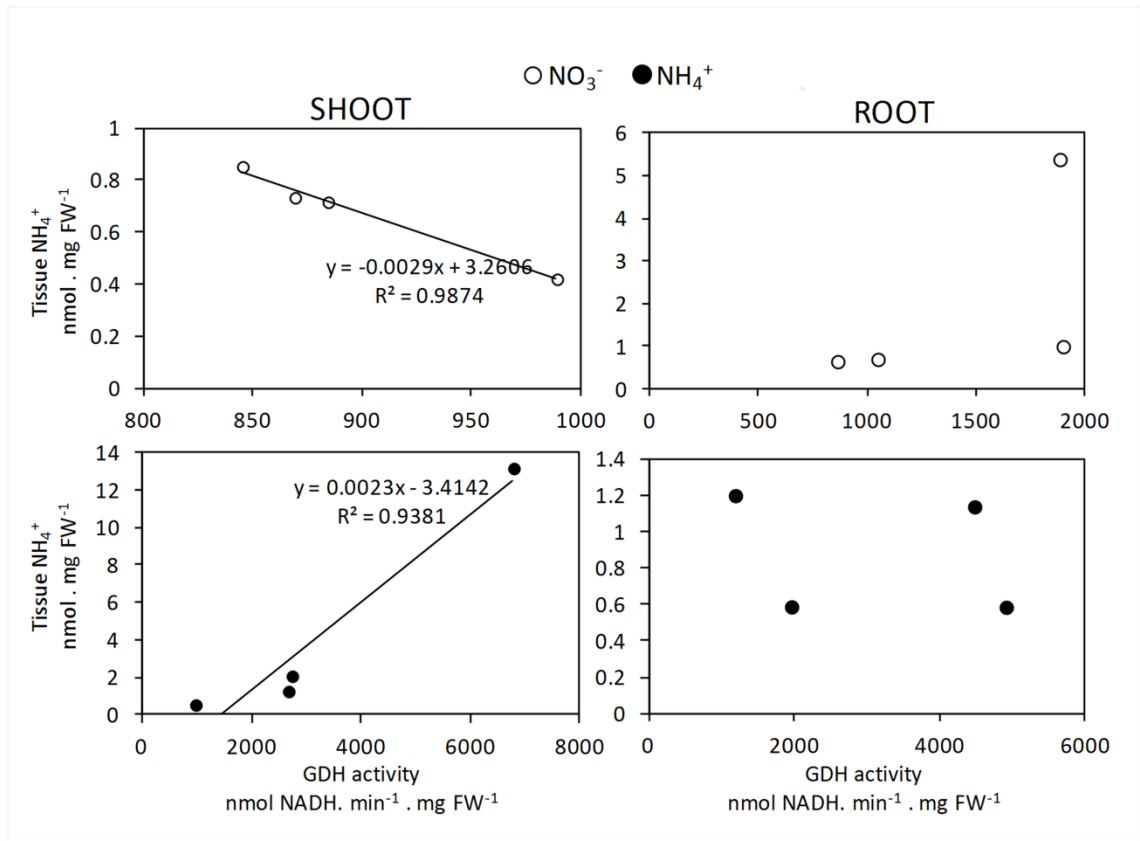 NO₃⁻ NH₄⁺
SHOOT
ROOT
Tissue NH₄⁺
nmol . mg FW⁻¹
1
0.8
0.6
0.4
0.2
0
y = -0.0029x + 3.2606
R² = 0.9874
800 850 900 950 1000
6
5
4
3
2
1
0
0 500 1000 1500 2000
Tissue NH₄⁺
nmol . mg FW⁻¹
14
12
10
8
6
4
2
0
y = 0.0023x - 3.4142
R² = 0.9381
0 2000 4000 6000 8000
GDH activity
nmol NADH. min⁻¹ . mg FW⁻¹
1.4
1.2
1
0.8
0.6
0.4
0.2
0
0 2000 4000 6000
GDH activity
nmol NADH. min⁻¹ . mg FW⁻¹